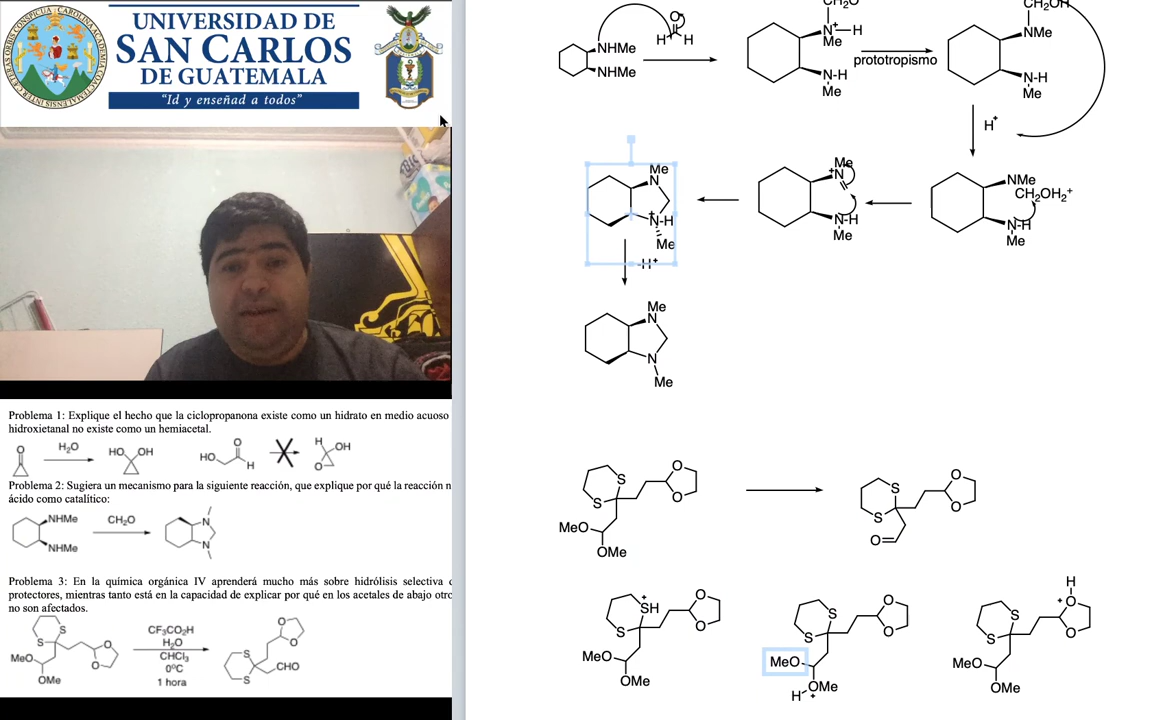 UNIVERSIDAD DE
SAN CARLOS
DE GUATEMALA
"Id y enseñad a todos"
Problema 1: Explique el hecho que la ciclopropanona existe como un hidrato en medio acuoso
hidroxietanal no existe como un hemiacetal.
O
H₂O
HO
OH
HO
O
H
H
OH
O
Problema 2: Sugiera un mecanismo para la siguiente reacción, que explique por qué la reacción n
ácido como catalítico:
NHMe
NHMe
CH₂O
N
N
Problema 3: En la química orgánica IV aprenderá mucho más sobre hidrólisis selectiva
protectores, mientras tanto está en la capacidad de explicar por qué en los acetales de abajo otro
no son afectados.
S
S
O
O
MeO
OMe
CF₃CO₂H
H₂O
CHCl₃
0°C
1 hora
O
O
S
S
CHO
NHMe
NHMe
O
H
H
CH₂O
N⁺—H
Me
N-H
Me
prototropismo
CH₂OH
NMe
N-H
Me
H⁺
NMe
CH₂OH₂⁺
N-H
Me
Me
⁺N
N-H
Me
Me
N
⁺N-H
Me
-H⁺
Me
N
N
Me
S
S
O
O
MeO
OMe
S
S
O
O
O
⁺SH
S
O
O
MeO
OMe
S
S
O
O
MeO
OMe
H
⁺
S
S
H
⁺O
O
MeO
OMe